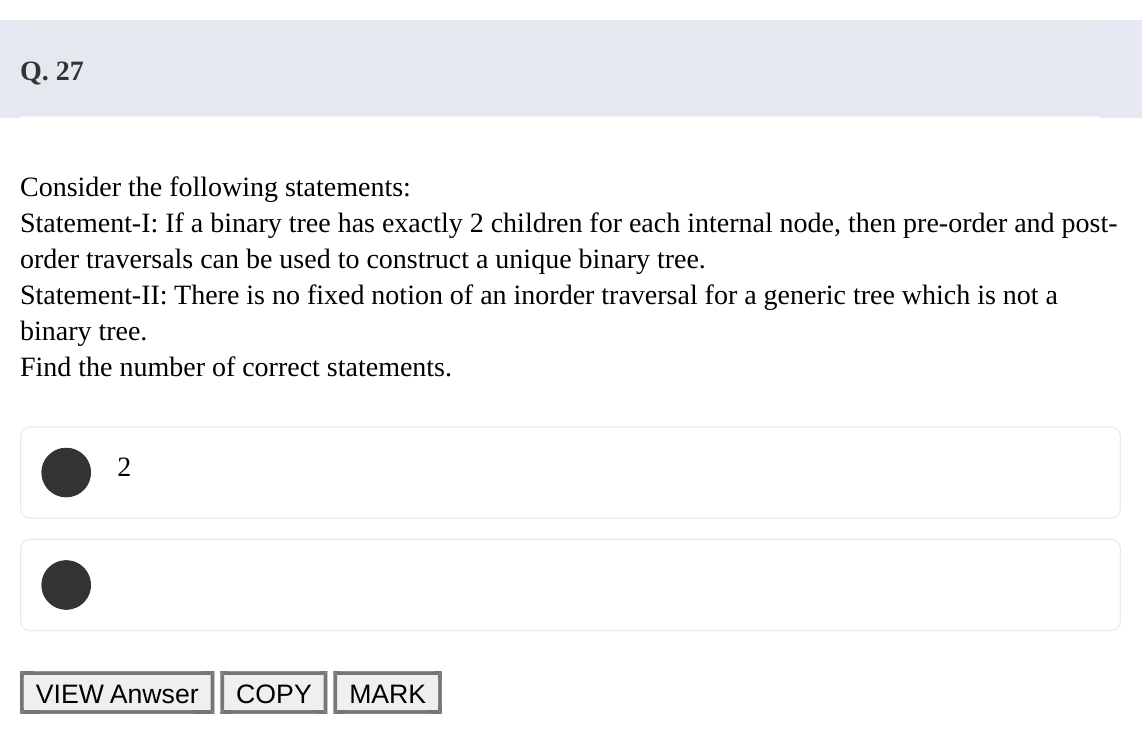 Q. 27
Consider the following statements:
Statement-I: If a binary tree has exactly 2 children for each internal node, then pre-order and post-
order traversals can be used to construct a unique binary tree.
Statement-II: There is no fixed notion of an inorder traversal for a generic tree which is not a
binary tree.
Find the number of correct statements.
2
VIEW Anwser COPY MARK